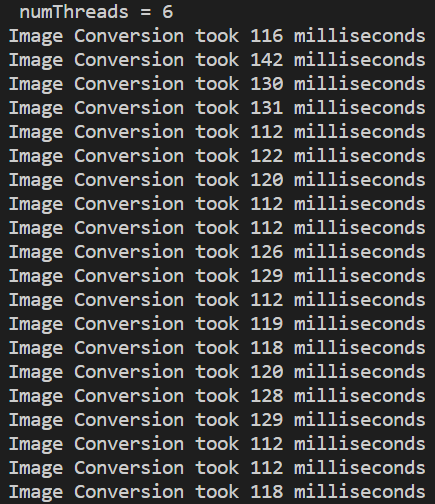 numThreads = 6
Image Conversion took 116 milliseconds
Image Conversion took 142 milliseconds
Image Conversion took 130 milliseconds
Image Conversion took 131 milliseconds
Image Conversion took 112 milliseconds
Image Conversion took 122 milliseconds
Image Conversion took 120 milliseconds
Image Conversion took 112 milliseconds
Image Conversion took 112 milliseconds
Image Conversion took 126 milliseconds
Image Conversion took 129 milliseconds
Image Conversion took 112 milliseconds
Image Conversion took 119 milliseconds
Image Conversion took 118 milliseconds
Image Conversion took 120 milliseconds
Image Conversion took 128 milliseconds
Image Conversion took 129 milliseconds
Image Conversion took 112 milliseconds
Image Conversion took 112 milliseconds
Image Conversion took 118 milliseconds